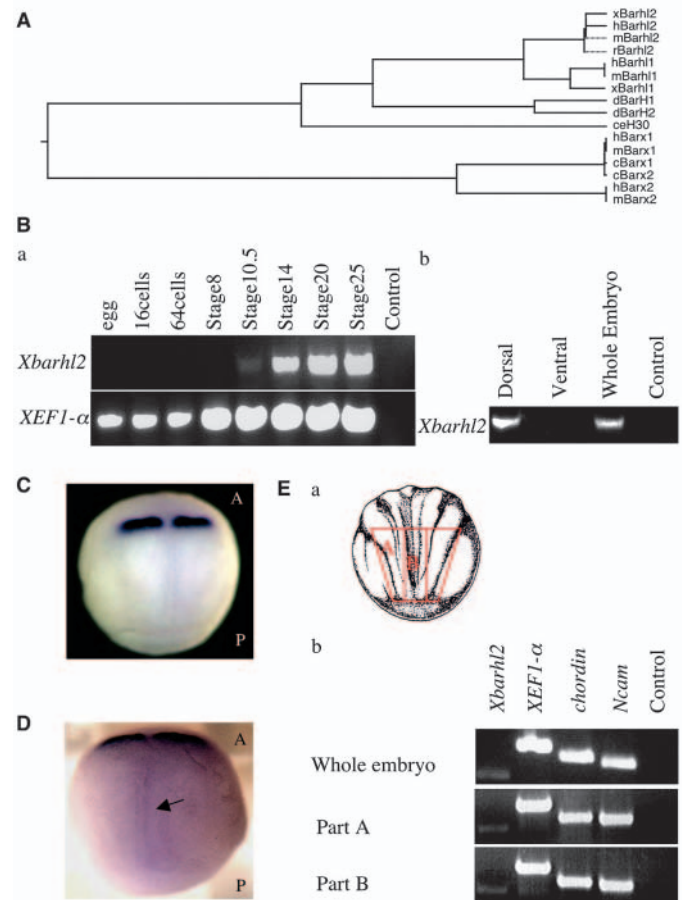 A
xBarhl2
hBarhl2
mBarhl2
rBarhl2
hBarhl1
mBarhl1
xBarhl1
dBarH1
dBarH2
ceH30
hBarx1
mBarx1
cBarx1
cBarx2
hBarx2
mBarx2
B
a
egg
16cells
64cells
Stage8
Stage10.5
Stage14
Stage20
Stage25
Control
Xbarhl2
XEF1-α
b
Dorsal
Ventral
Whole Embryo
Control
Xbarhl2
C
A
P
D
A
P
E
a
A
B
b
Xbarhl2
XEF1-α
chordin
Ncam
Control
Whole embryo
Part A
Part B